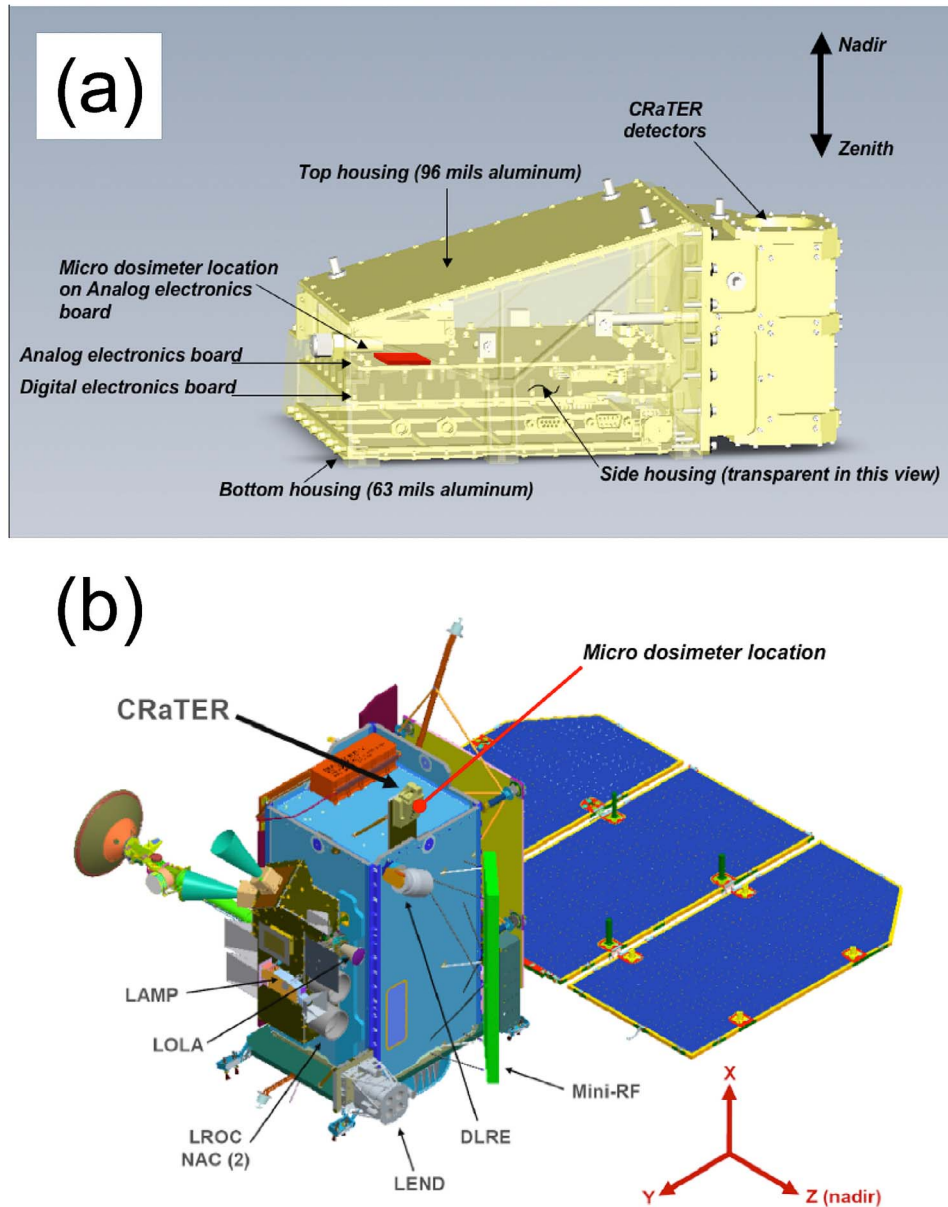 (a)
Nadir
CRaTER
detectors
Zenith
Top housing (96 mils aluminum)
Micro dosimeter location
on Analog electronics
board
Analog electronics board
Digital electronics board
Side housing (transparent in this view)
Bottom housing (63 mils aluminum)
(b)
Micro dosimeter location
CRaTER
LAMP
LOLA
Mini-RF
LROC
NAC (2)
DLRE
LEND
X
Y
Z (nadir)